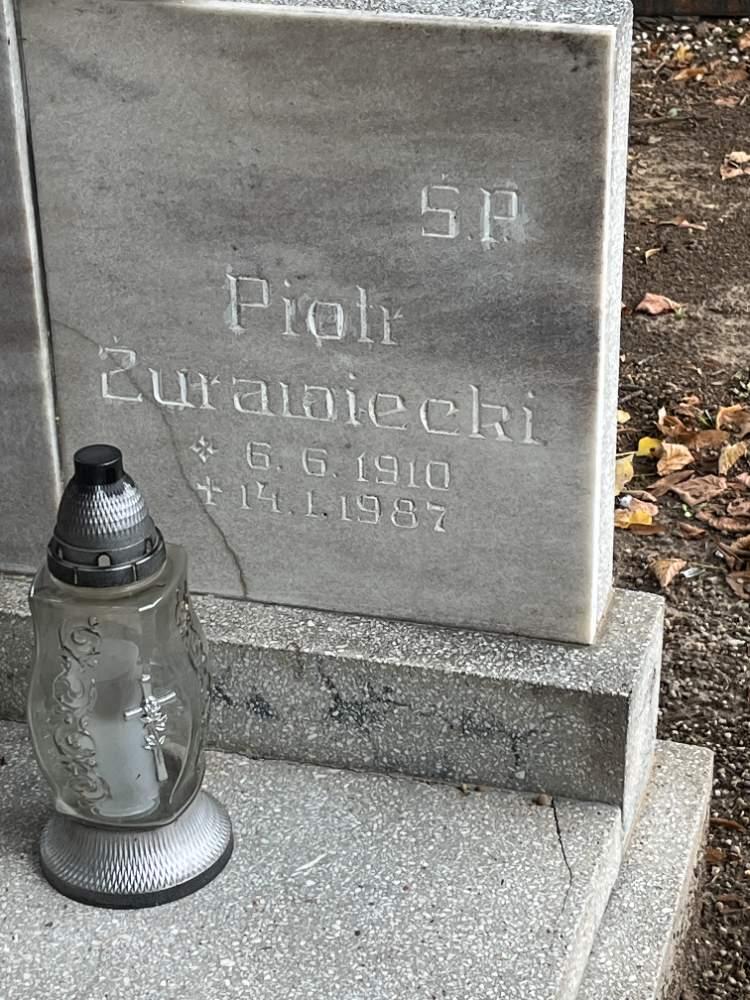 Ś.P.
Piotr
Żurawiecki
6. 6. 1910
14. 1. 1987